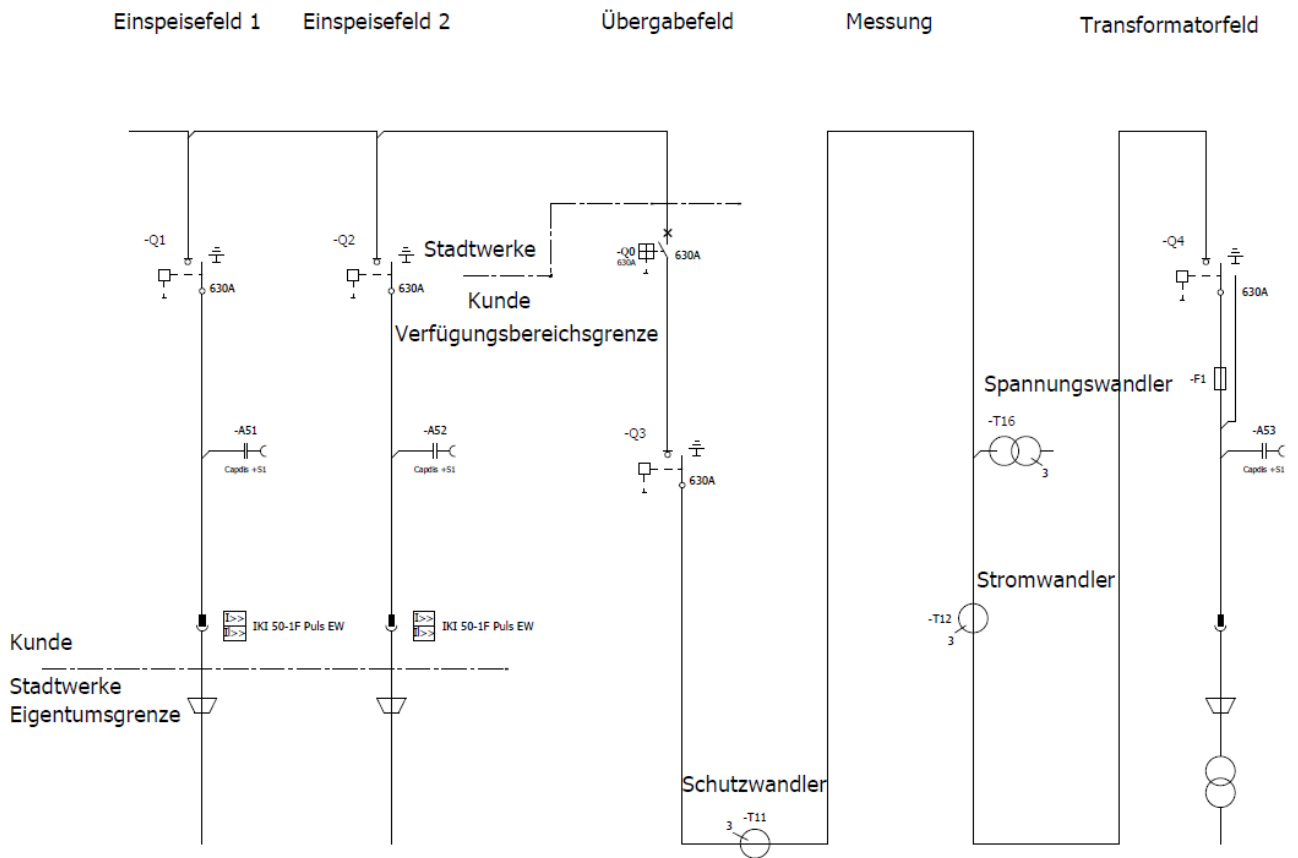 Einspeisefeld 1
Einspeisefeld 2
Übergabefeld
Messung
Transformatorfeld
-Q1
630A
-Q2
630A
Stadtwerke
Kunde
Verfügungsbereichsgrenze
-Q0
630A
630A
-Q4
630A
Spannungswandler
-F1
-A51
Capdis +S1
-A52
Capdis +S1
-Q3
630A
-T16
3
-A53
Capdis +S1
Stromwandler
-T12
3
I>>
I>>
IKI 50-1F Puls EW
I>>
I>>
IKI 50-1F Puls EW
Kunde
Stadtwerke
Eigentumsgrenze
Schutzwandler
-T11
3